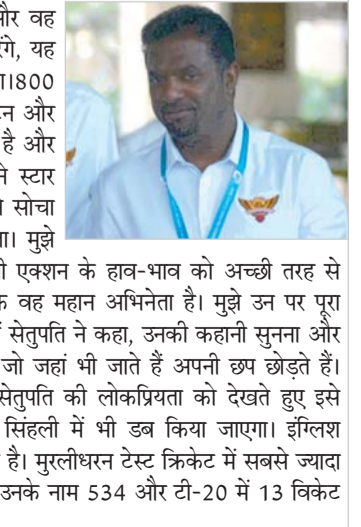 और वह
रेंगे, यह
ा।800
न और
है और
ने स्टार
सोचा
ा। मुझे
ी एक्शन के हाव-भाव को अच्छी तरह से
क वह महान अभिनेता है। मुझे उन पर पूरा
सेतुपति ने कहा, उनकी कहानी सुनना और
जो जहां भी जाते हैं अपनी छप छोड़ते हैं।
सेतुपति की लोकप्रियता को देखते हुए इसे
सिंहली में भी डब किया जाएगा। इंग्लिश
है। मुरलीधरन टेस्ट क्रिकेट में सबसे ज्यादा
उनके नाम 534 और टी-20 में 13 विकेट